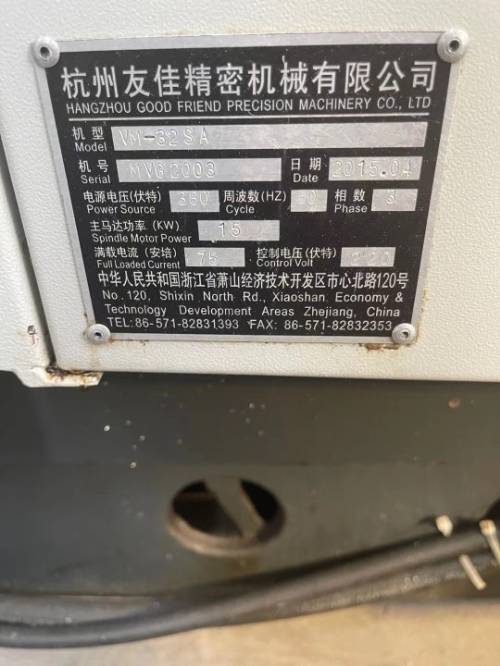 杭州友佳精密机械有限公司
HANGZHOU GOOD FRIEND PRECISION MACHINERY CO., LTD
机型 Model VM-32SA
机号 Serial 日期 Date 2015.04
电源电压(伏特) Power Source 380 周波数(HZ) Cycle 相数 Phase 3
主马达功率 (KW) Spindle Motor Power 15
满载电流 (安培) Full Loaded Current 75 控制电压(伏特) Control Volt
中华人民共和国浙江省萧山经济技术开发区市心北路120号
No. 120, Shixin North Rd., Xiaoshan, Economy &
Technology Development Areas Zhejiang, China
TEL: 86-571-82831393 FAX: 86-571-82832353